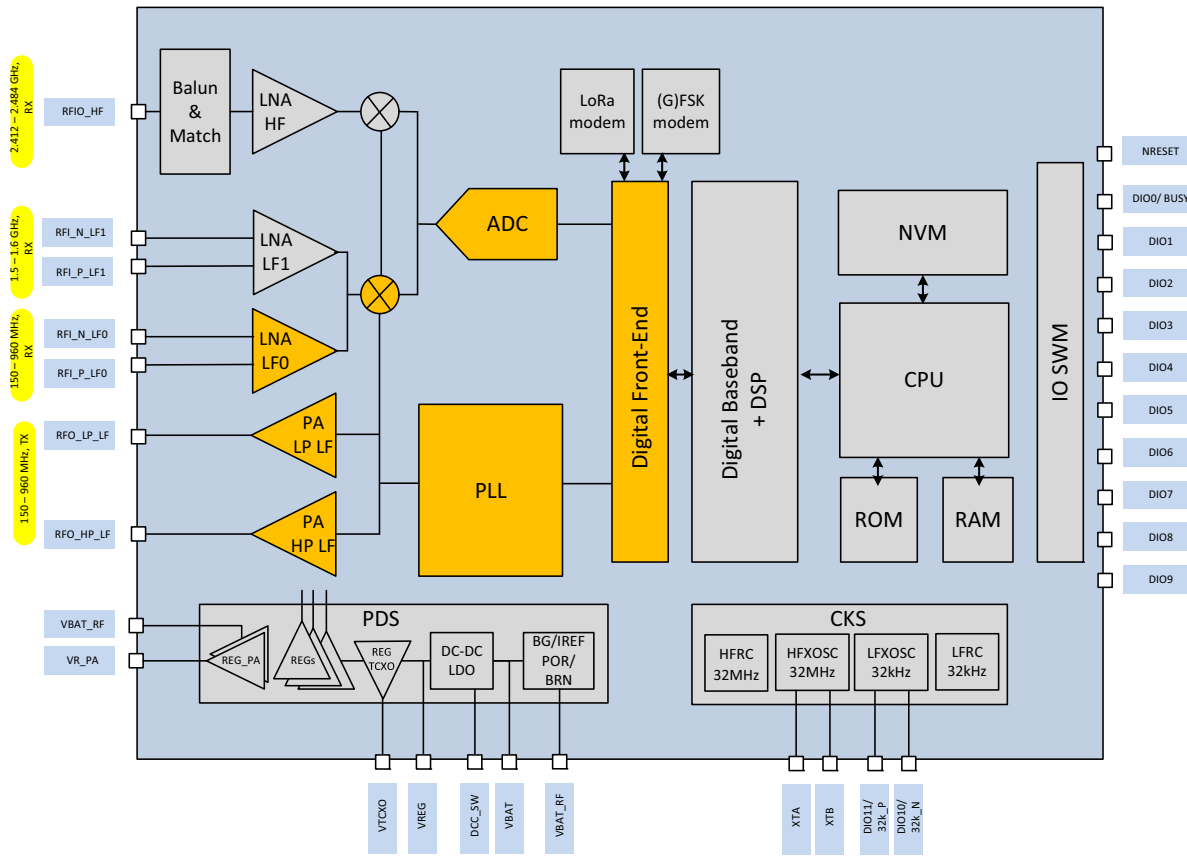 2.412 – 2.484 GHz,
RX
RFIO_HF
Balun
&
Match
LNA
HF
LoRa
modem
(G)FSK
modem
1.5 – 1.6 GHz,
RX
RFI_N_LF1
RFI_P_LF1
LNA
LF1
ADC
150 – 960 MHz,
RX
RFI_N_LF0
RFI_P_LF0
LNA
LF0
150 – 960 MHz, TX
RFO_LP_LF
RFO_HP_LF
PA
LP LF
PA
HP LF
PLL
Digital Front-End
Digital Baseband
+ DSP
NVM
CPU
ROM
RAM
IO SWM
NRESET
DIO0/ BUSY
DIO1
DIO2
DIO3
DIO4
DIO5
DIO6
DIO7
DIO8
DIO9
VBAT_RF
VR_PA
PDS
REG_PA
REGs
REG
TCXO
DC-DC
LDO
BG/IREF
POR/
BRN
CKS
HFRC
32MHz
HFXOSC
32MHz
LFXOSC
32kHz
LFRC
32kHz
VTCXO
VREG
DCC_SW
VBAT
VBAT_RF
XTA
XTB
DIO11/
32k_P
DIO10/
32k_N